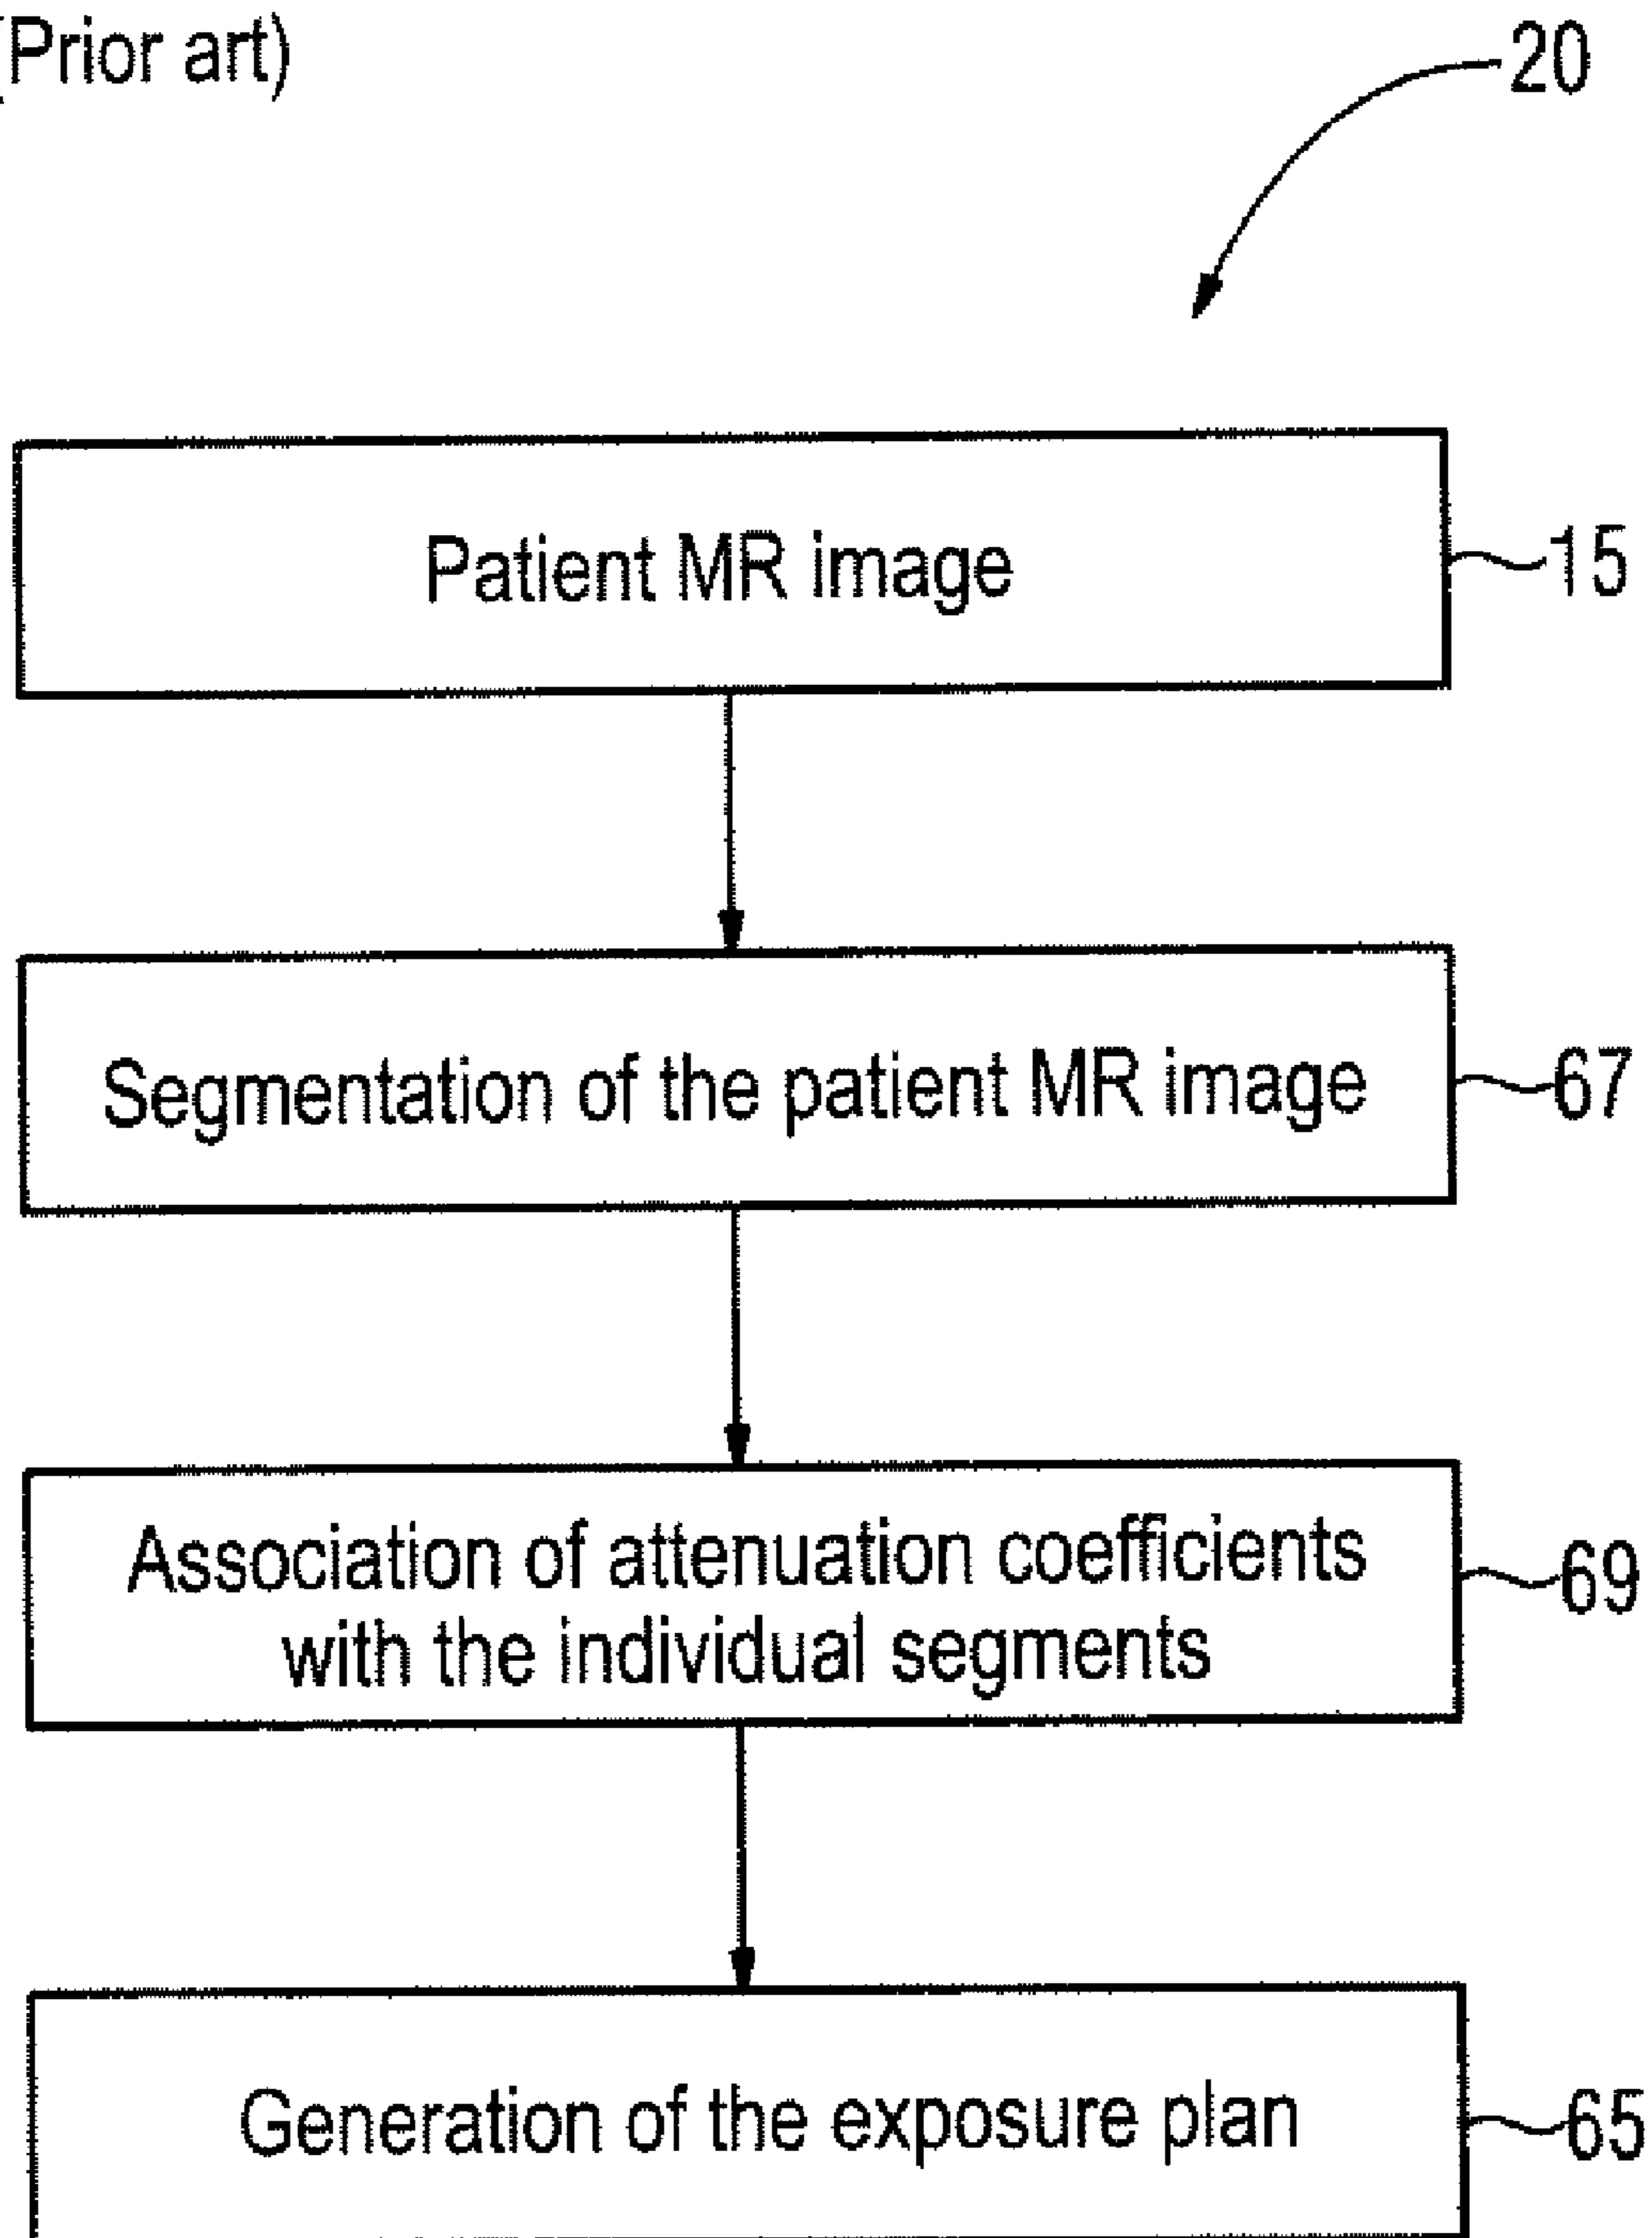 (Prior art)
20
Patient MR image
15
Segmentation of the patient MR image
67
Association of attenuation coefficients
with the individual segments
69
Generation of the exposure plan
65